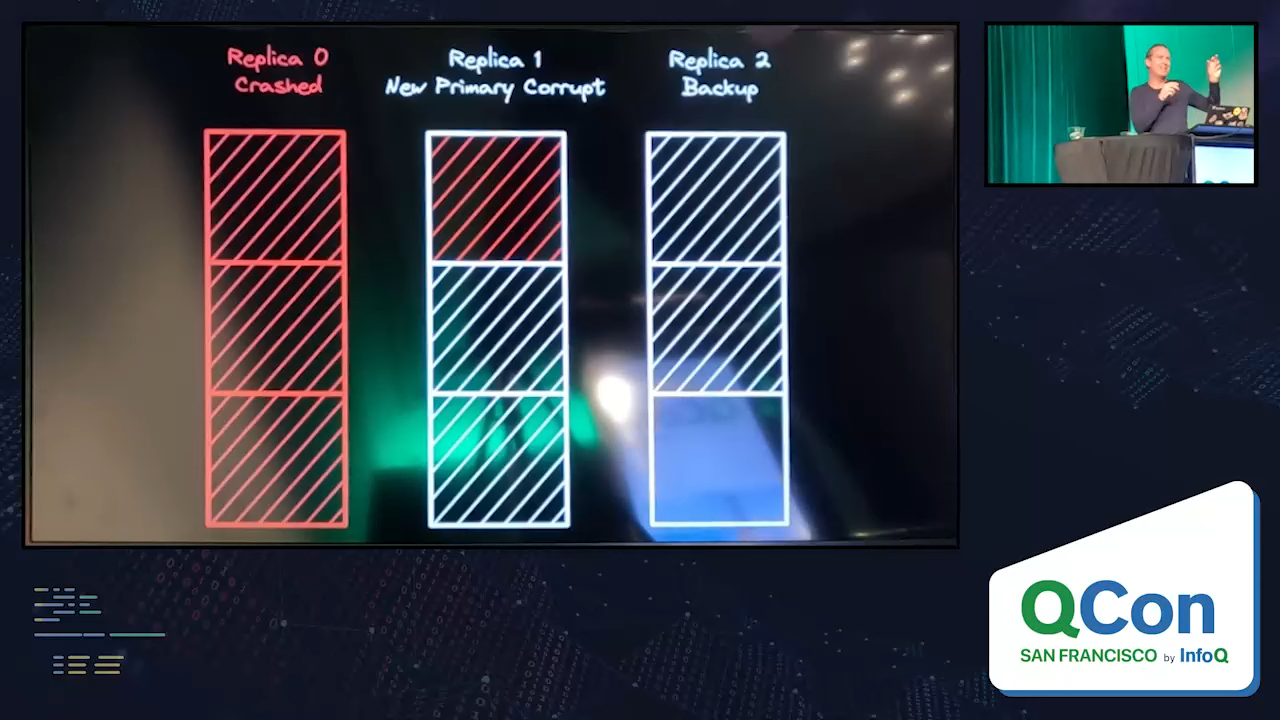 Replica 0
Crashed
Replica 1
New Primary Corrupt
Replica 2
Backup
QCon
SAN FRANCISCO by InfoQ